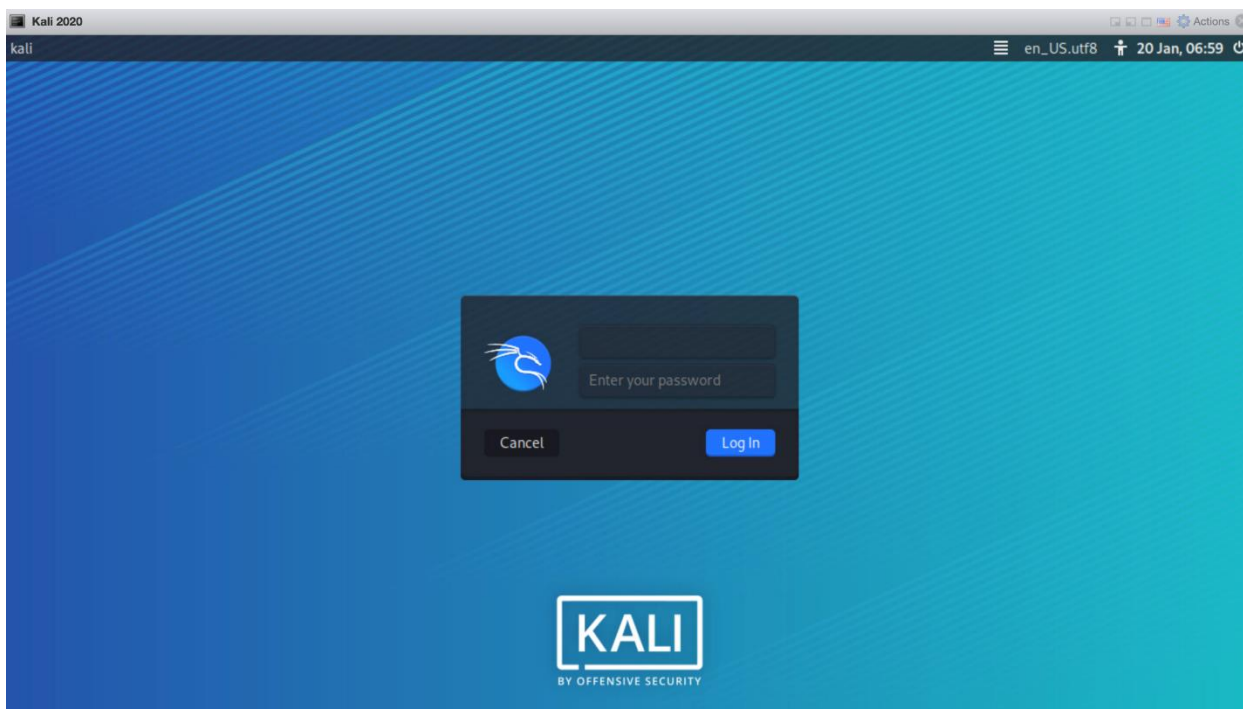 Kali 2020
Actions
kali
en_US.utf8 20 Jan, 06:59
Enter your password
Cancel
Log In
KALI
BY OFFENSIVE SECURITY